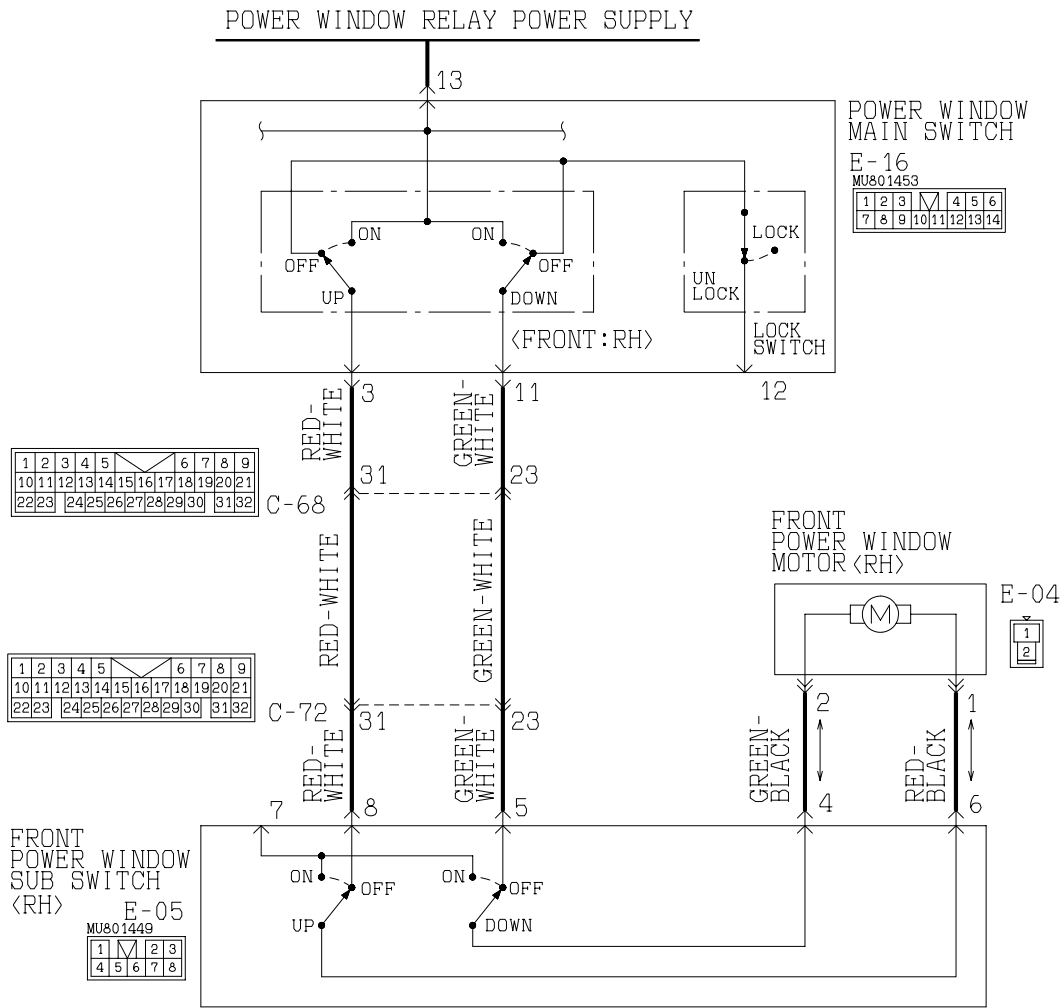 POWER WINDOW RELAY POWER SUPPLY
13
POWER WINDOW
MAIN SWITCH
E-16
MU801453
1 2 3 4 5 6
7 8 9 10 11 12 13 14
ON
ON
OFF
OFF
UP
DOWN
LOCK
UN
LOCK
<FRONT:RH>
LOCK
SWITCH
3
11
12
RED-
WHITE
GREEN-
WHITE
1 2 3 4 5 6 7 8 9
10 11 12 13 14 15 16 17 18 19 20 21
22 23 24 25 26 27 28 29 30 31 32
C-68
31
23
RED-WHITE
GREEN-WHITE
FRONT
POWER WINDOW
MOTOR <RH>
M
E-04
1
2
1 2 3 4 5 6 7 8 9
10 11 12 13 14 15 16 17 18 19 20 21
22 23 24 25 26 27 28 29 30 31 32
C-72
31
23
2
1
RED-
WHITE
GREEN-
WHITE
GREEN-
BLACK
RED-
BLACK
7
8
5
4
6
FRONT
POWER WINDOW
SUB SWITCH
<RH>
E-05
MU801449
1 2 3
4 5 6 7 8
ON
OFF
ON
OFF
UP
DOWN